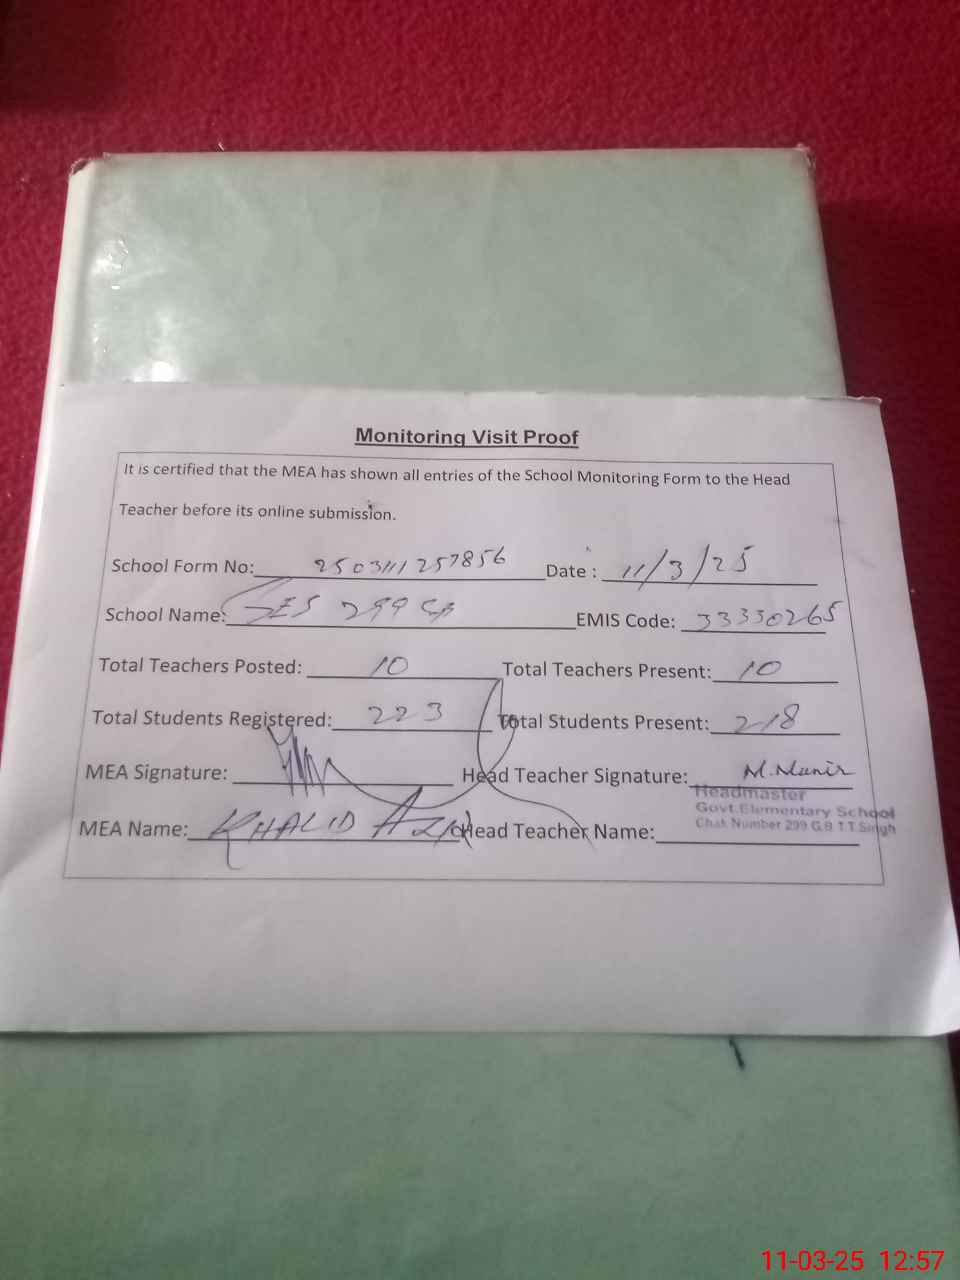 Monitoring Visit Proof
It is certified that the MEA has shown all entries of the School Monitoring Form to the Head
Teacher before its online submission.
School Form No: 250311257856 Date : 11/3/25
School Name: GES 299 GB EMIS Code: 33330265
Total Teachers Posted: 10 Total Teachers Present: 10
Total Students Registered: 223 Total Students Present: 218
MEA Signature: Head Teacher Signature: M.Munir
Headmaster
Govt.Elementary School
Chak Number 299 G.B T.T.Singh
MEA Name: KHALID AZIZ Head Teacher Name:
11-03-25 12:57